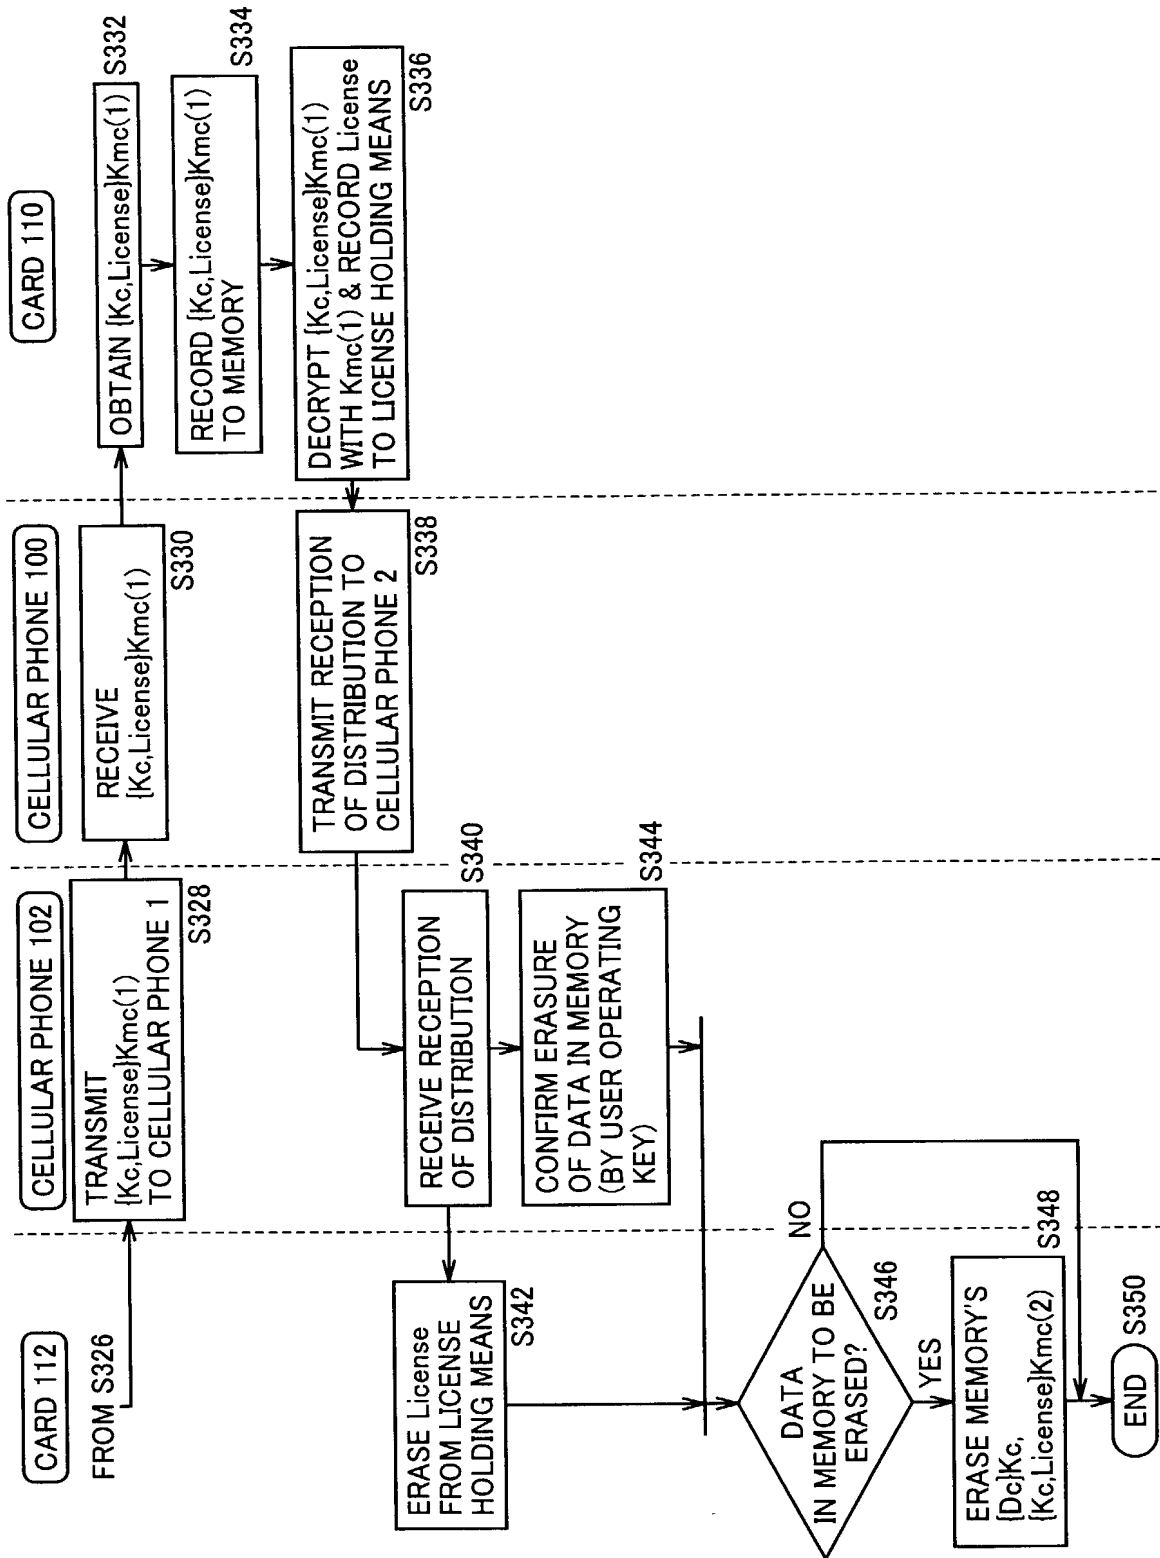 CARD 112
CELLULAR PHONE 102
CELLULAR PHONE 100
CARD 110
FROM S326
TRANSMIT
{Kc,License}Kmc(1)
TO CELLULAR PHONE 1
S328
RECEIVE
{Kc,License}Kmc(1)
S330
OBTAIN {Kc,License}Kmc(1)
S332
RECORD {Kc,License}Kmc(1)
TO MEMORY
S334
DECRYPT {Kc,License}Kmc(1)
WITH Kmc(1) & RECORD License
TO LICENSE HOLDING MEANS
S336
TRANSMIT RECEPTION
OF DISTRIBUTION TO
CELLULAR PHONE 2
S338
RECEIVE RECEPTION
OF DISTRIBUTION
S340
ERASE License
FROM LICENSE
HOLDING MEANS
S342
CONFIRM ERASURE
OF DATA IN MEMORY
(BY USER OPERATING
KEY)
S344
DATA
IN MEMORY TO BE
ERASED?
S346
NO
YES
ERASE MEMORY'S
{Dc}Kc,
{Kc,License}Kmc(2)
S348
END
S350